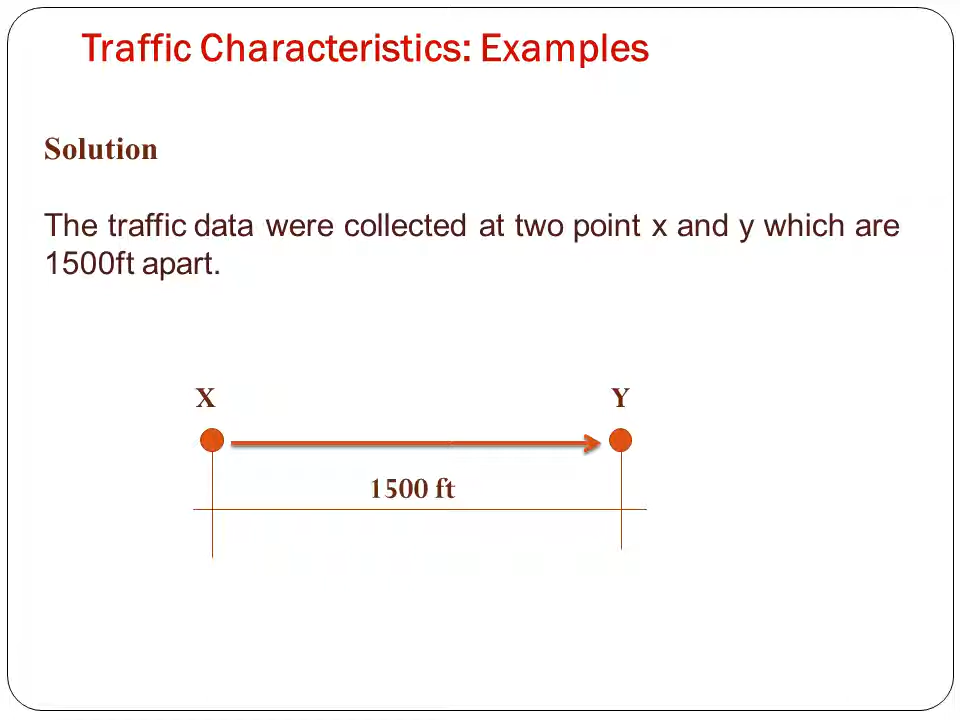 Traffic Characteristics: Examples
Solution
The traffic data were collected at two point x and y which are
1500ft apart.
X Y
1500 ft